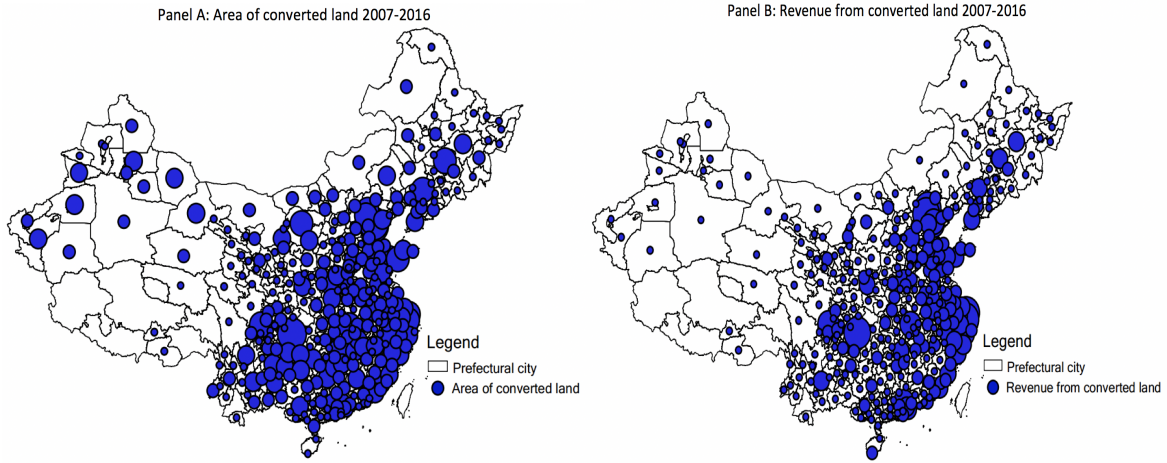 Panel A: Area of converted land 2007-2016
Legend
Prefectural city
Area of converted land
Panel B: Revenue from converted land 2007-2016
Legend
Prefectural city
Revenue from converted land